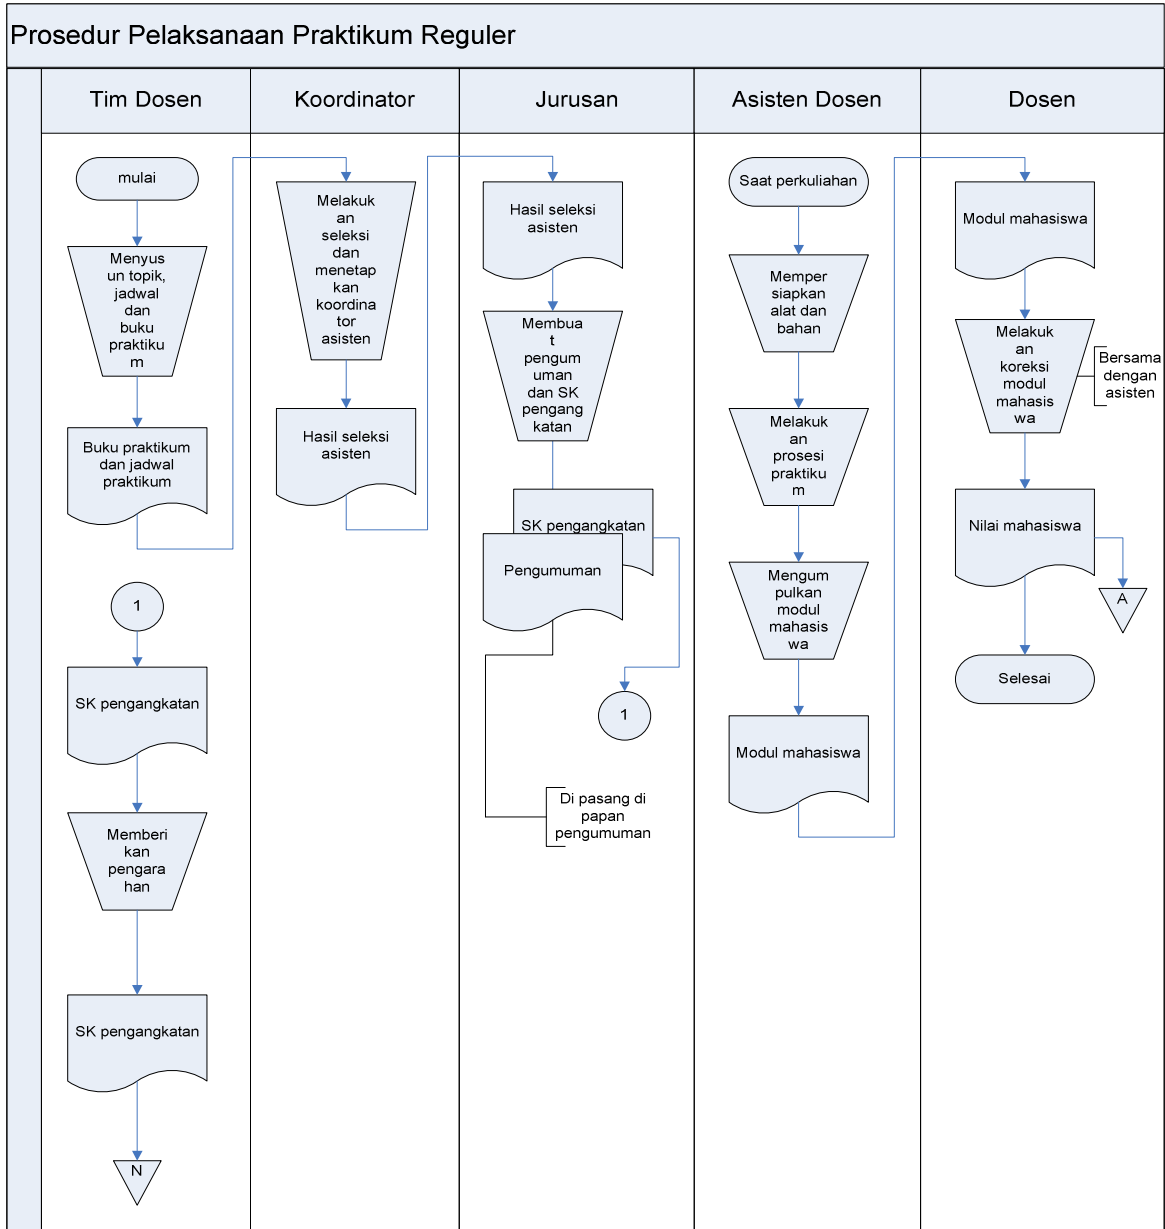 Prosedur Pelaksanaan Praktikum Reguler
Tim Dosen
Koordinator
Jurusan
Asisten Dosen
Dosen
mulai
Menyus
un topik,
jadwal
dan
buku
praktiku
m
Buku praktikum
dan jadwal
praktikum
1
SK pengangkatan
Memberi
kan
pengara
han
SK pengangkatan
N
Melakuk
an
seleksi
dan
menetap
kan
koordina
tor
asisten
Hasil seleksi
asisten
Hasil seleksi
asisten
Membua
t
pengum
uman
dan SK
pengang
katan
SK pengangkatan
Pengumuman
1
Di pasang di
papan
pengumuman
Saat perkuliahan
Memper
siapkan
alat dan
bahan
Melakuk
an
prosesi
praktiku
m
Mengum
pulkan
modul
mahasis
wa
Modul mahasiswa
Modul mahasiswa
Melakuk
an
koreksi
modul
mahasis
wa
Bersama
dengan
asisten
Nilai mahasiswa
A
Selesai